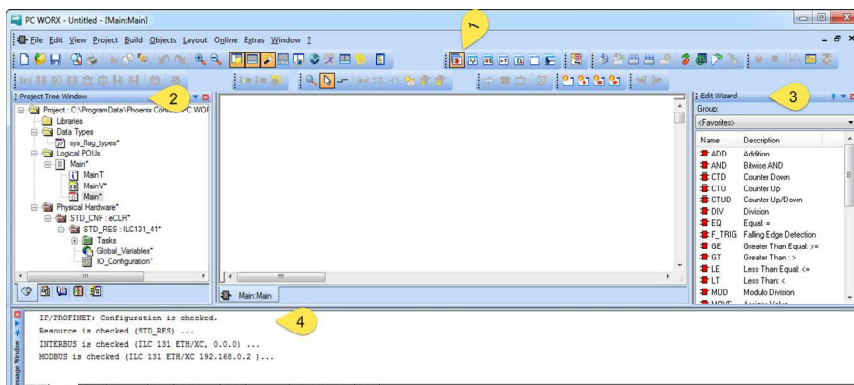 PC WORX - Untitled - [Main:Main]
File Edit View Project Build Objects Layout Online Extras Window ?
1
Project Tree Window
2
Project : C:\ProgramData\Phoenix Contact\PC WOR
Libraries
Data Types
sys_flag_types*
Logical POUs
Main*
MainT
MainV*
Main*
Physical Hardware*
STD_CNF : eCLR*
STD_RES : ILC131_41*
Tasks
Global_Variables*
IO_Configuration*
Main:Main
Edit Wizard
3
Group:
<Favorites>
Name Description
ADD Addition
AND Bitwise AND
CTD Counter Down
CTU Counter Up
CTUD Counter Up/Down
DIV Division
EQ Equal: =
F_TRIG Falling Edge Detection
GE Greater Than Equal: >=
GT Greater Than : >
LE Less Than Equal: <=
LT Less Than: <
MOD Modulo Division
MOVE Assigns Value
4
IP/PROFINET: Configuration is checked.
Resource is checked (STD_RES) ...
INTERBUS is checked (ILC 131 ETH/XC, 0.0.0) ...
MODBUS is checked (ILC 131 ETH/XC 192.168.0.2 )...
Message Window